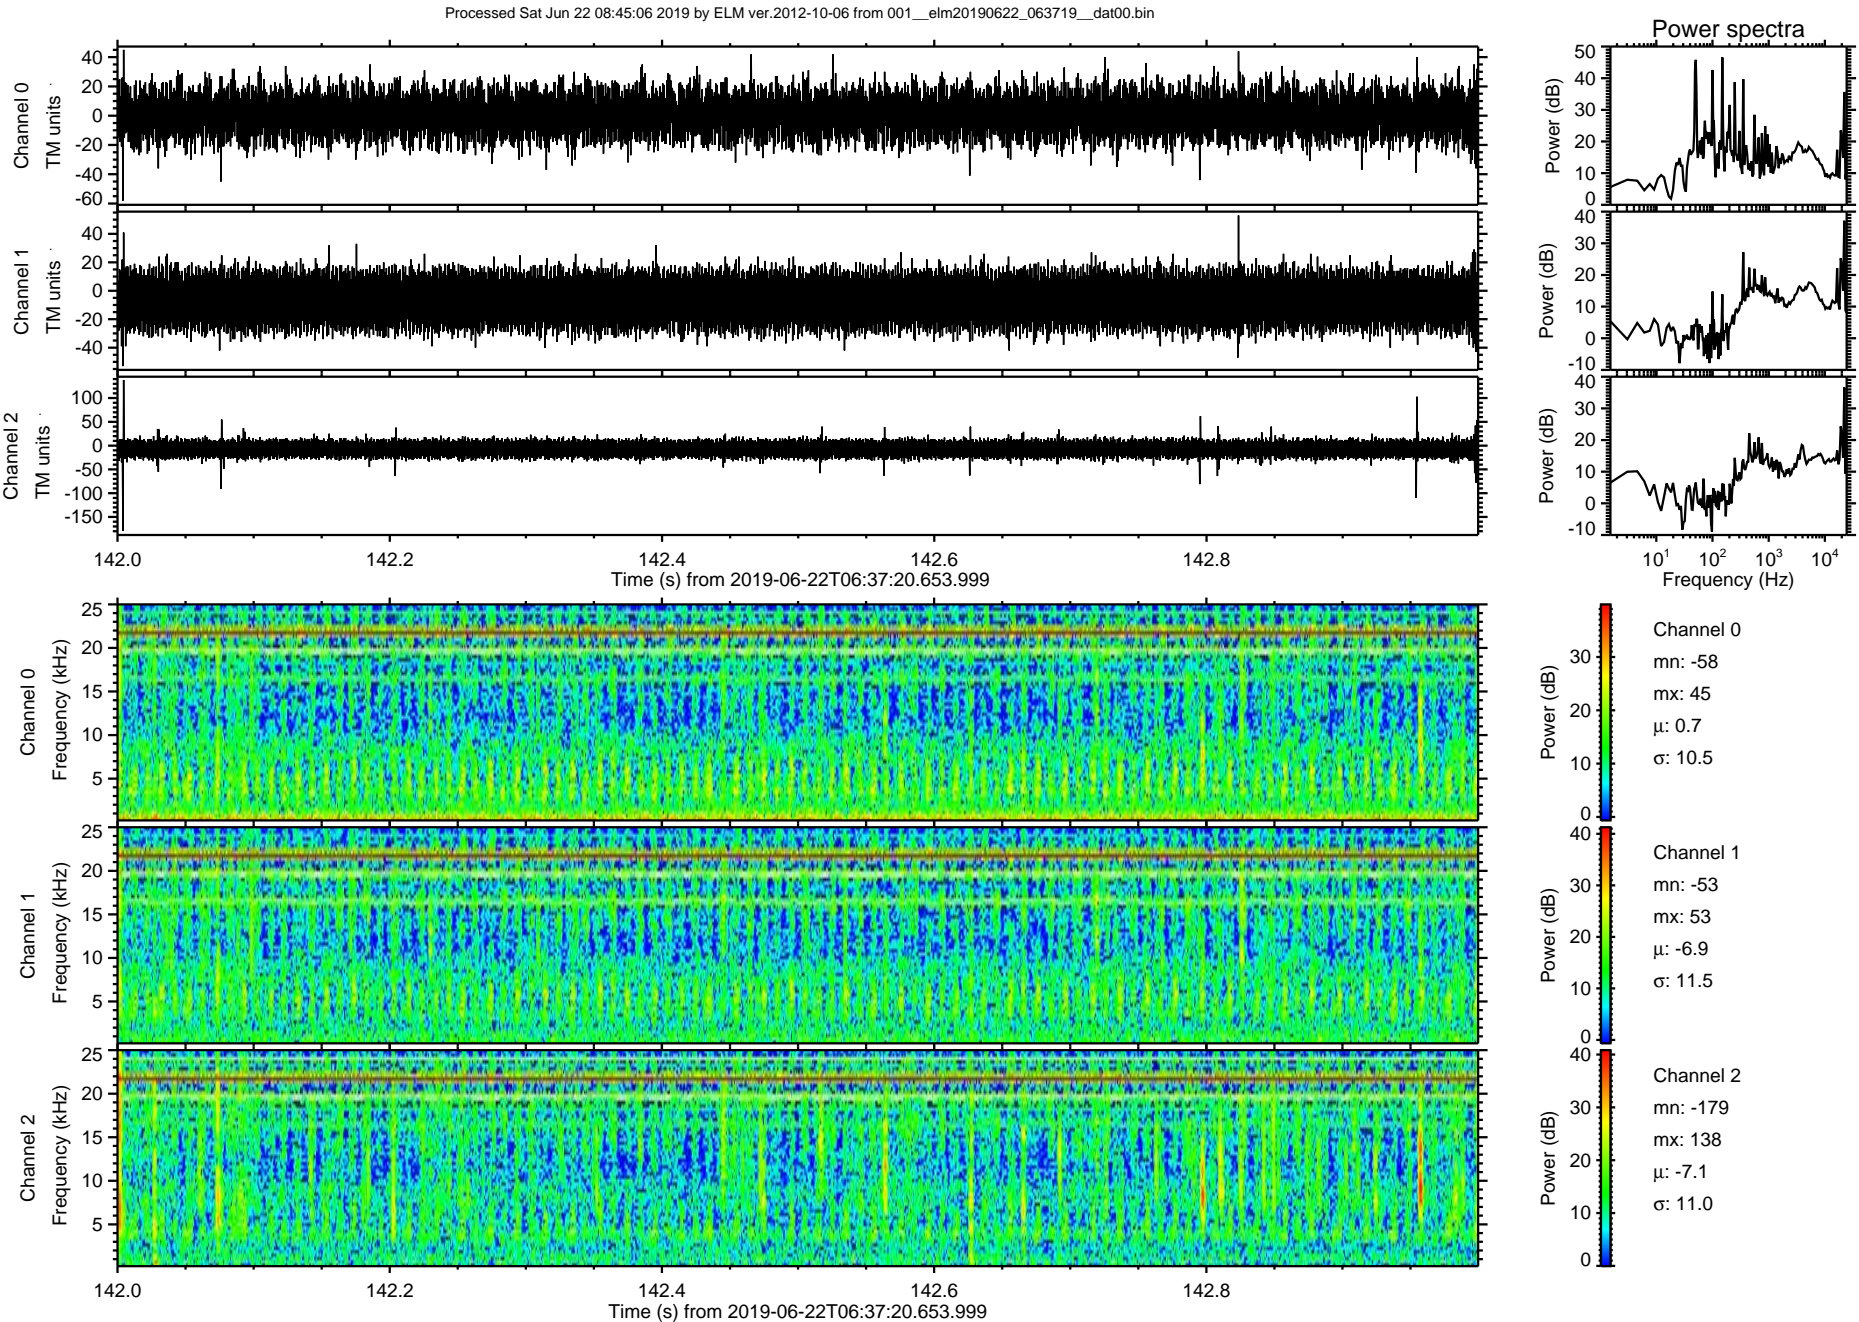 Processed Sat Jun 22 08:45:06 2019 by ELM ver.2012-10-06 from 001__elm20190622_063719__dat00.bin
Power spectra
Channel 0
TM units
40
20
0
-20
-40
-60
Power (dB)
50
40
30
20
10
0
Channel 1
TM units
40
20
0
-20
-40
Power (dB)
40
30
20
10
0
-10
Channel 2
TM units
100
50
0
-50
-100
-150
Power (dB)
40
30
20
10
0
-10
142.0 142.2 142.4 142.6 142.8
Time (s) from 2019-06-22T06:37:20.653.999
10¹ 10² 10³ 10⁴
Frequency (Hz)
Channel 0
Frequency (kHz)
25
20
15
10
5
Power (dB)
30
20
10
0
Channel 0
mn: -58
mx: 45
μ: 0.7
σ: 10.5
Channel 1
Frequency (kHz)
25
20
15
10
5
Power (dB)
40
30
20
10
0
Channel 1
mn: -53
mx: 53
μ: -6.9
σ: 11.5
Channel 2
Frequency (kHz)
25
20
15
10
5
Power (dB)
40
30
20
10
0
Channel 2
mn: -179
mx: 138
μ: -7.1
σ: 11.0
142.0 142.2 142.4 142.6 142.8
Time (s) from 2019-06-22T06:37:20.653.999